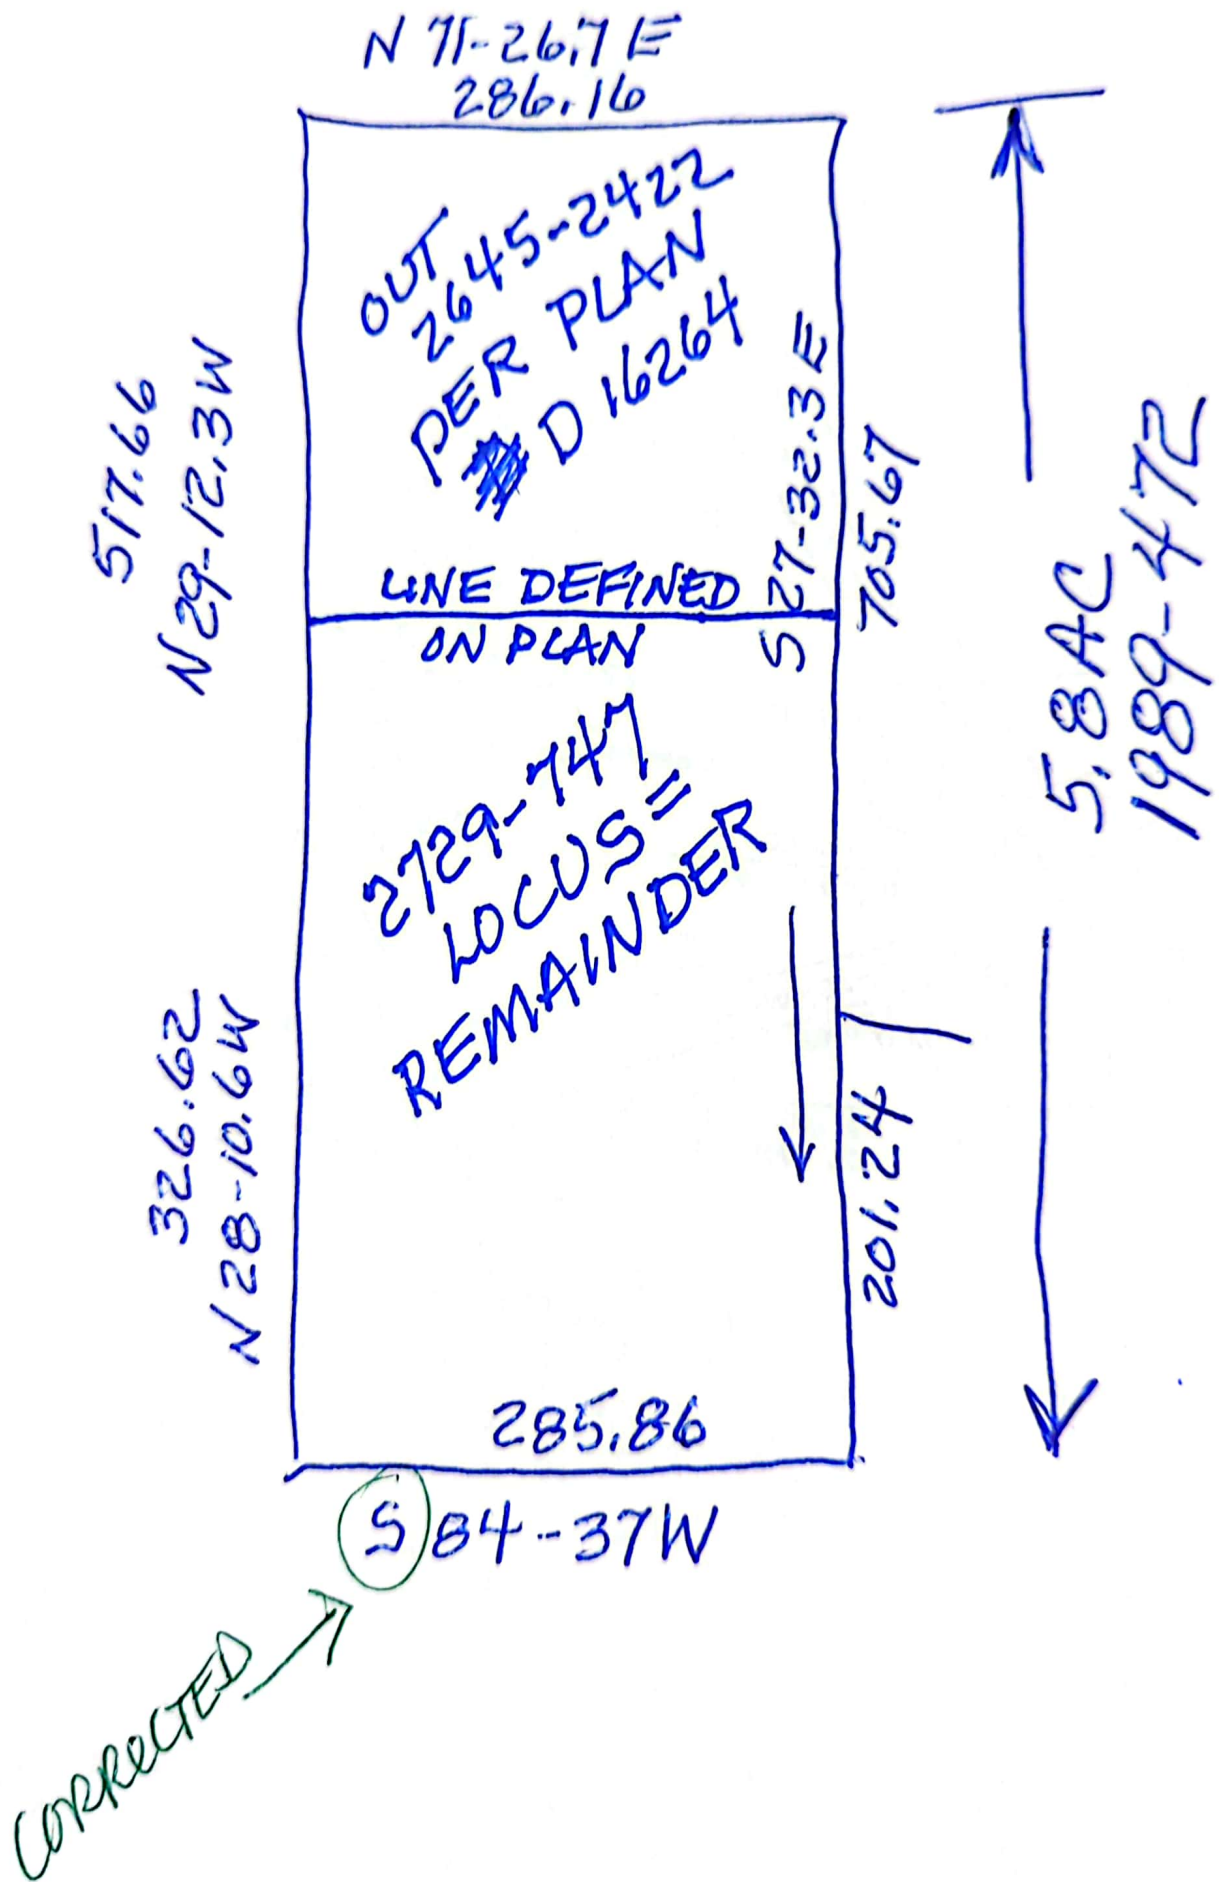 N 71-26.7 E
286.16
OUT
2645-2422
PER PLAN
D 16264
517.66
N 29-12.3 W
S 27-32.3 E
705.67
LINE DEFINED
ON PLAN
5.8 AC
1989-472
2729-747
LOCUS =
REMAINDER
326.62
N 28-10.6 W
201.24
285.86
S 84-37 W
CORRECTED